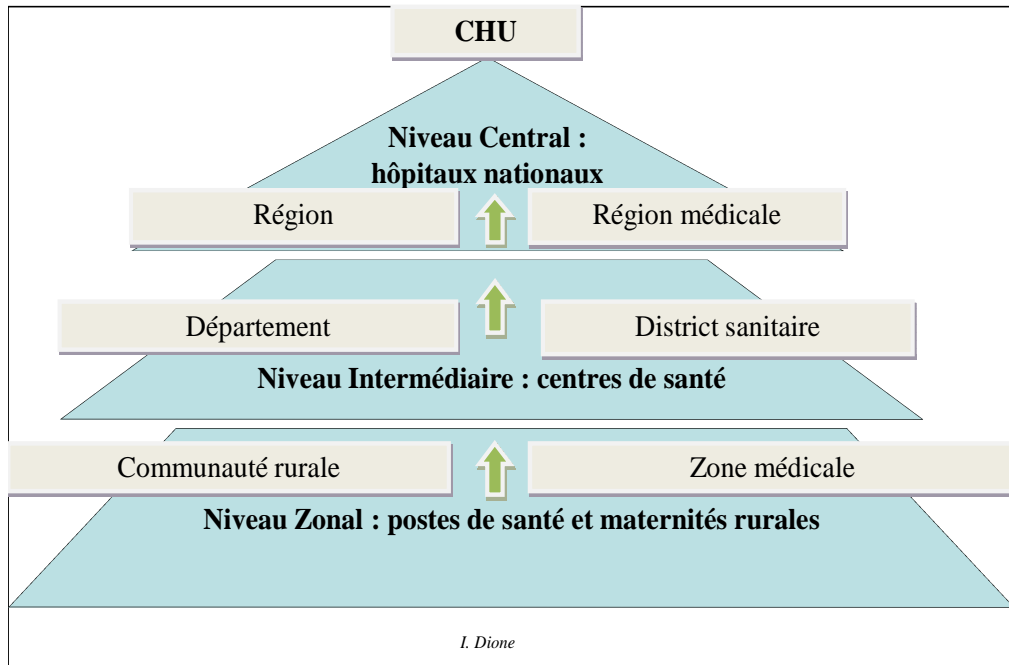 CHU
Niveau Central :
hôpitaux nationaux
Région
Région médicale
Département
District sanitaire
Niveau Intermédiaire : centres de santé
Communauté rurale
Zone médicale
Niveau Zonal : postes de santé et maternités rurales
I. Dione